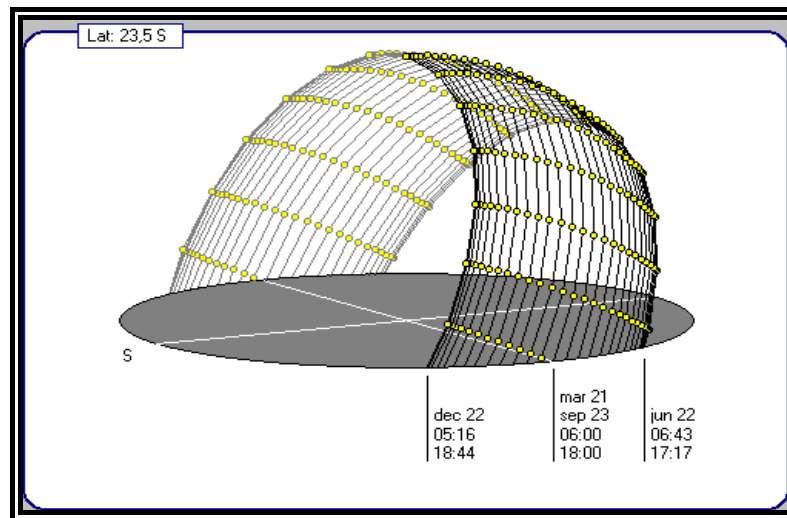 Lat: 23,5 S
S
dec 22
05:16
18:44
mar 21
sep 23
06:00
18:00
jun 22
06:43
17:17